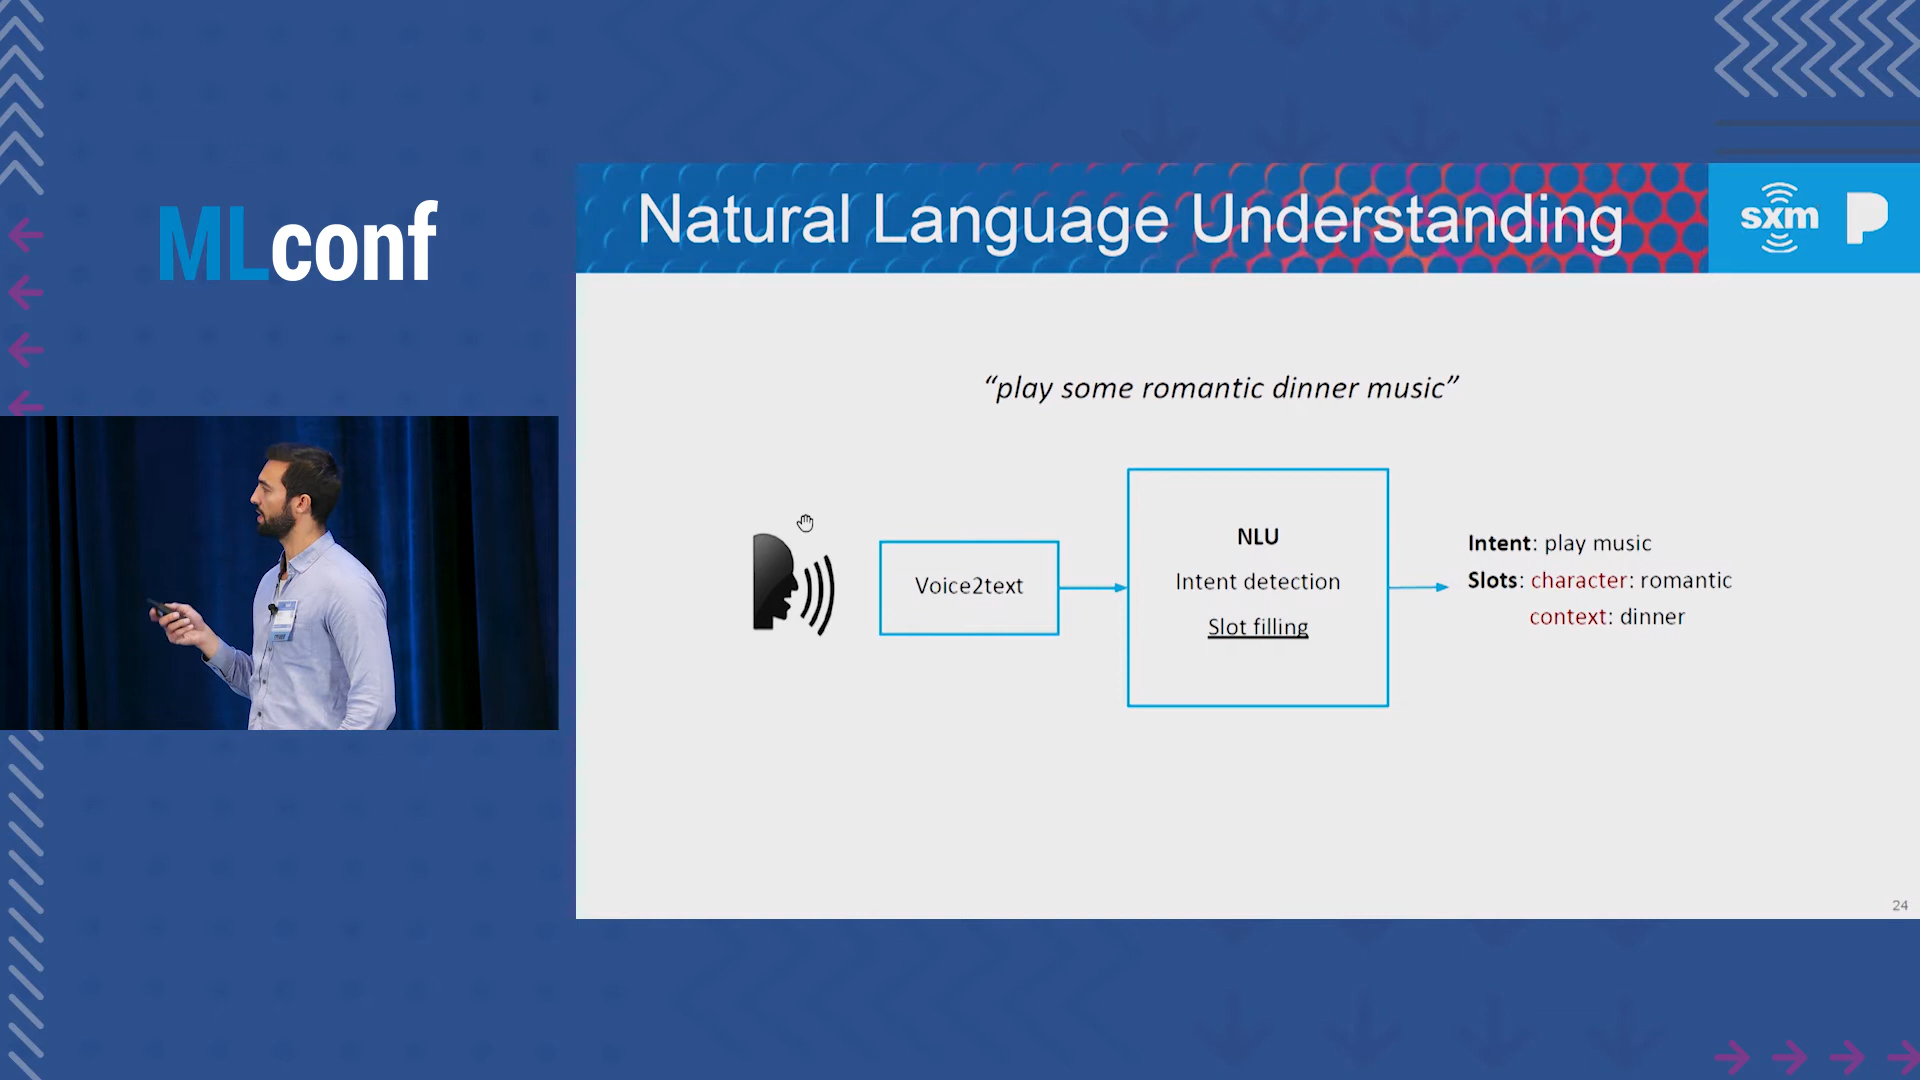 MLconf
Natural Language Understanding
sxm
“play some romantic dinner music”
Voice2text
NLU
Intent detection
Slot filling
Intent: play music
Slots: character: romantic
context: dinner
24